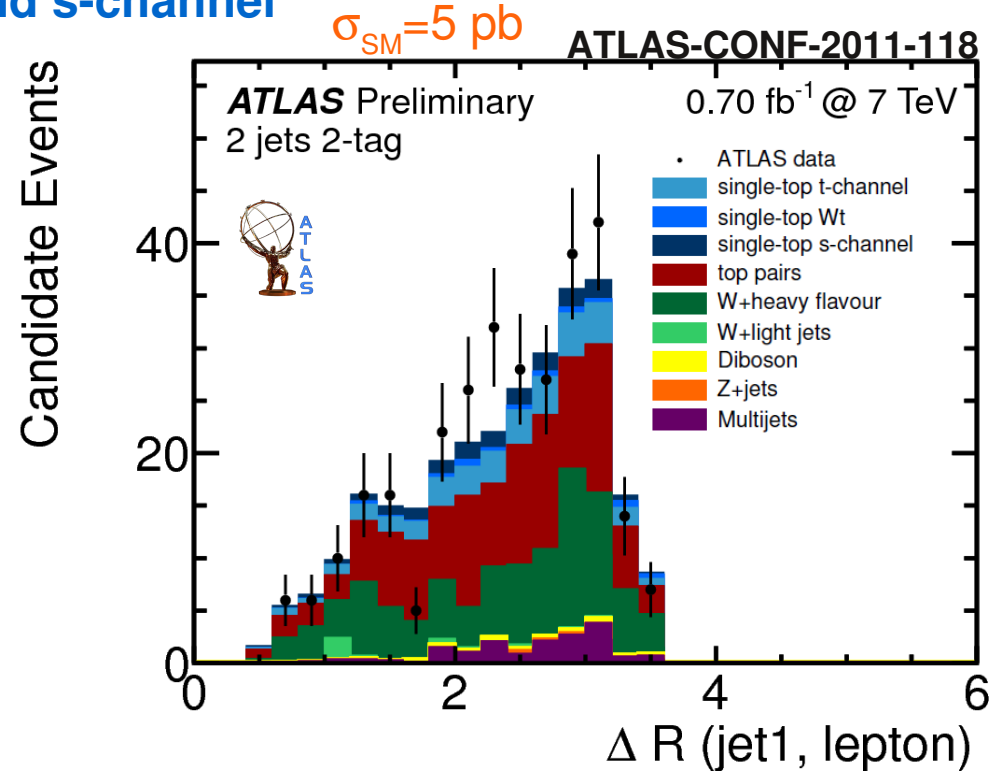 nd s-channel
σSM=5 pb
ATLAS-CONF-2011-118
ATLAS Preliminary
0.70 fb-1 @ 7 TeV
2 jets 2-tag
ATLAS data
single-top t-channel
single-top Wt
single-top s-channel
top pairs
W+heavy flavour
W+light jets
Diboson
Z+jets
Multijets
ATLAS
Candidate Events
40
20
0
0 2 4 6
Δ R (jet1, lepton)